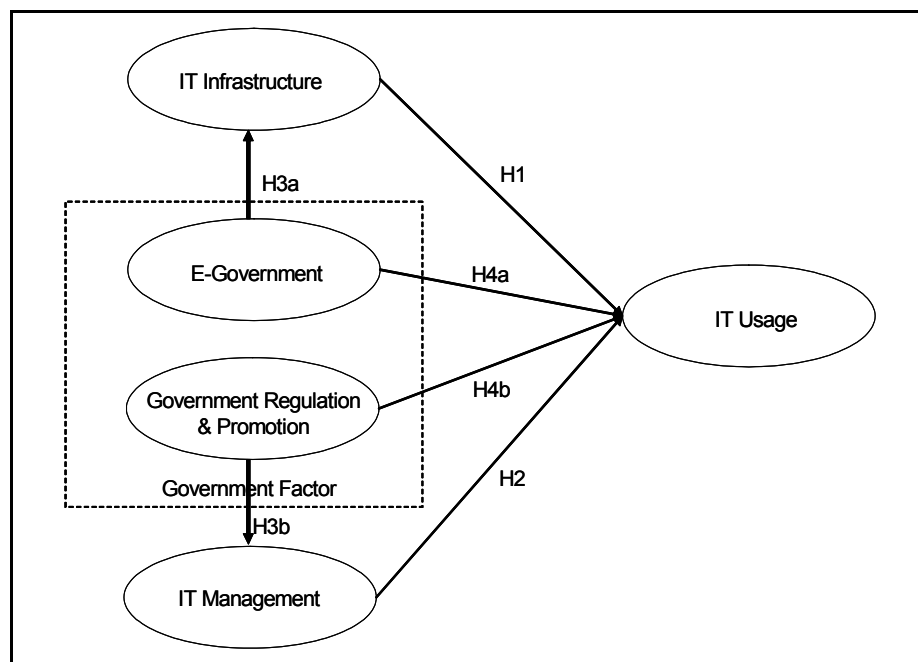 IT Infrastructure
H1
H3a
E-Government
H4a
IT Usage
Government Regulation
& Promotion
H4b
H2
Government Factor
H3b
IT Management